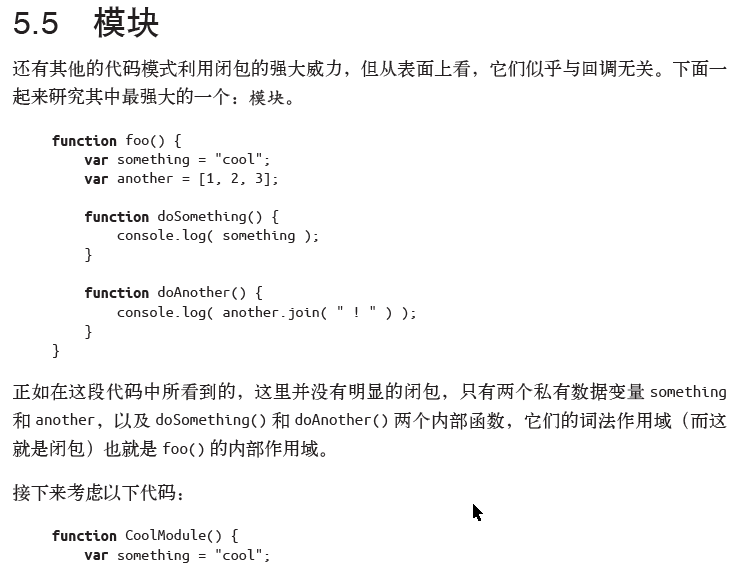 5.5 模块
还有其他的代码模式利用闭包的强大威力，但从表面上看，它们似乎与回调无关。下面一
起来研究其中最强大的一个：模块。
function foo() {
    var something = "cool";
    var another = [1, 2, 3];
    function doSomething() {
        console.log( something );
    }
    function doAnother() {
        console.log( another.join( " ! " ) );
    }
}
正如在这段代码中所看到的，这里并没有明显的闭包，只有两个私有数据变量 something
和 another，以及 doSomething() 和 doAnother() 两个内部函数，它们的词法作用域（而这
就是闭包）也就是 foo() 的内部作用域。
接下来考虑以下代码：
function CoolModule() {
    var something = "cool";